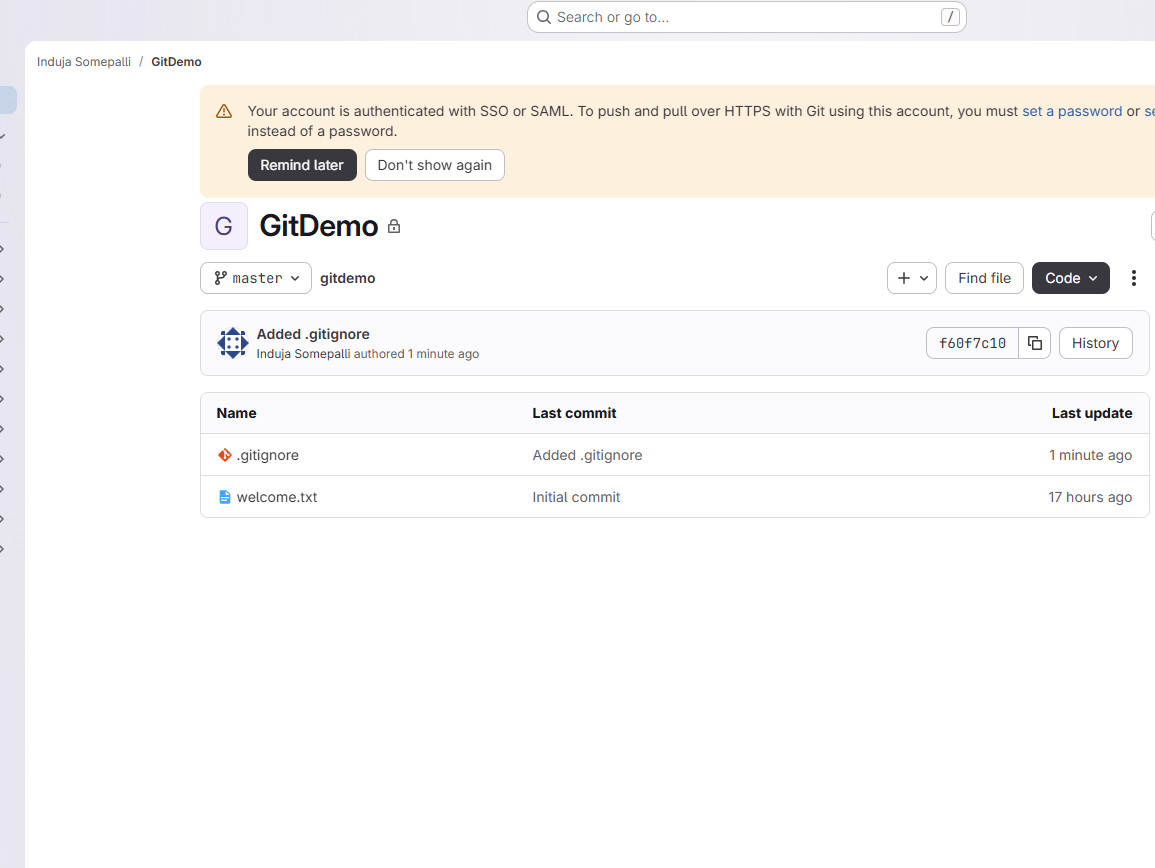 Search or go to... /
Induja Somepalli / GitDemo
Your account is authenticated with SSO or SAML. To push and pull over HTTPS with Git using this account, you must set a password or
instead of a password.
Remind later Don't show again
G GitDemo
master gitdemo + Find file Code
Added .gitignore
Induja Somepalli authored 1 minute ago
f60f7c10 History
Name Last commit Last update
.gitignore Added .gitignore 1 minute ago
welcome.txt Initial commit 17 hours ago